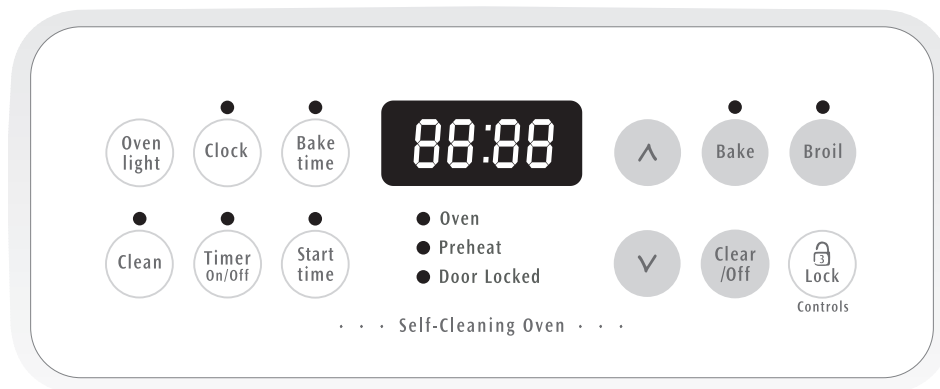 Oven
light
Clock
Bake
time
88:88
Bake
Broil
Clean
Timer
On/Off
Start
time
Oven
Preheat
Door Locked
Clear
/Off
3
Lock
Controls
· · · Self-Cleaning Oven · · ·